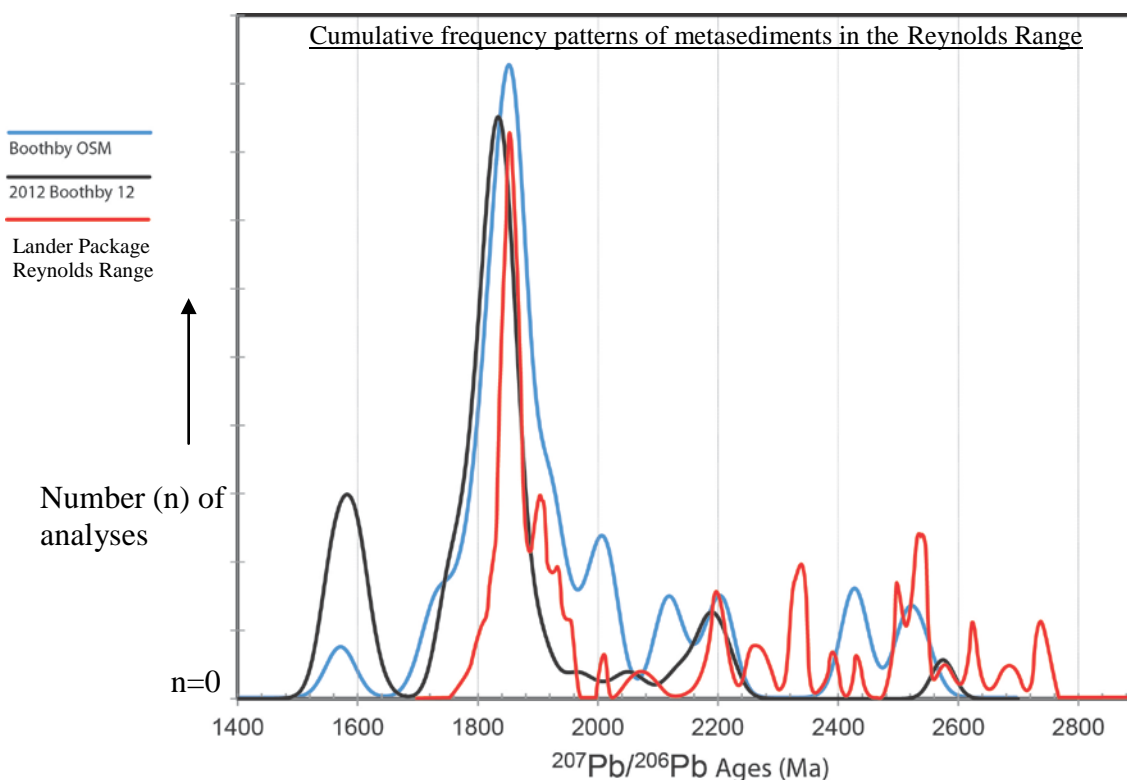 Cumulative frequency patterns of metasediments in the Reynolds Range
Boothby OSM
2012 Boothby 12
Lander Package
Reynolds Range
Number (n) of
analyses
n=0
1400 1600 1800 2000 2200 2400 2600 2800
²⁰⁷Pb/²⁰⁶Pb Ages (Ma)